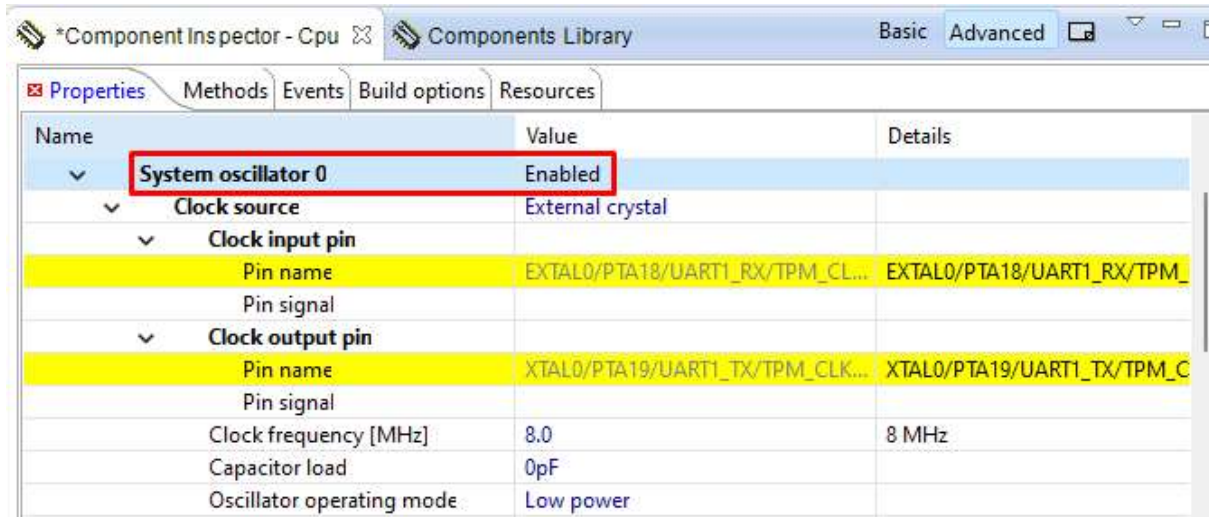 *Component Inspector - Cpu Components Library Basic Advanced
Properties Methods Events Build options Resources
Name Value Details
System oscillator 0 Enabled
Clock source External crystal
Clock input pin
Pin name EXTAL0/PTA18/UART1_RX/TPM_CL... EXTAL0/PTA18/UART1_RX/TPM_
Pin signal
Clock output pin
Pin name XTAL0/PTA19/UART1_TX/TPM_CLK... XTAL0/PTA19/UART1_TX/TPM_C
Pin signal
Clock frequency [MHz] 8.0 8 MHz
Capacitor load 0pF
Oscillator operating mode Low power